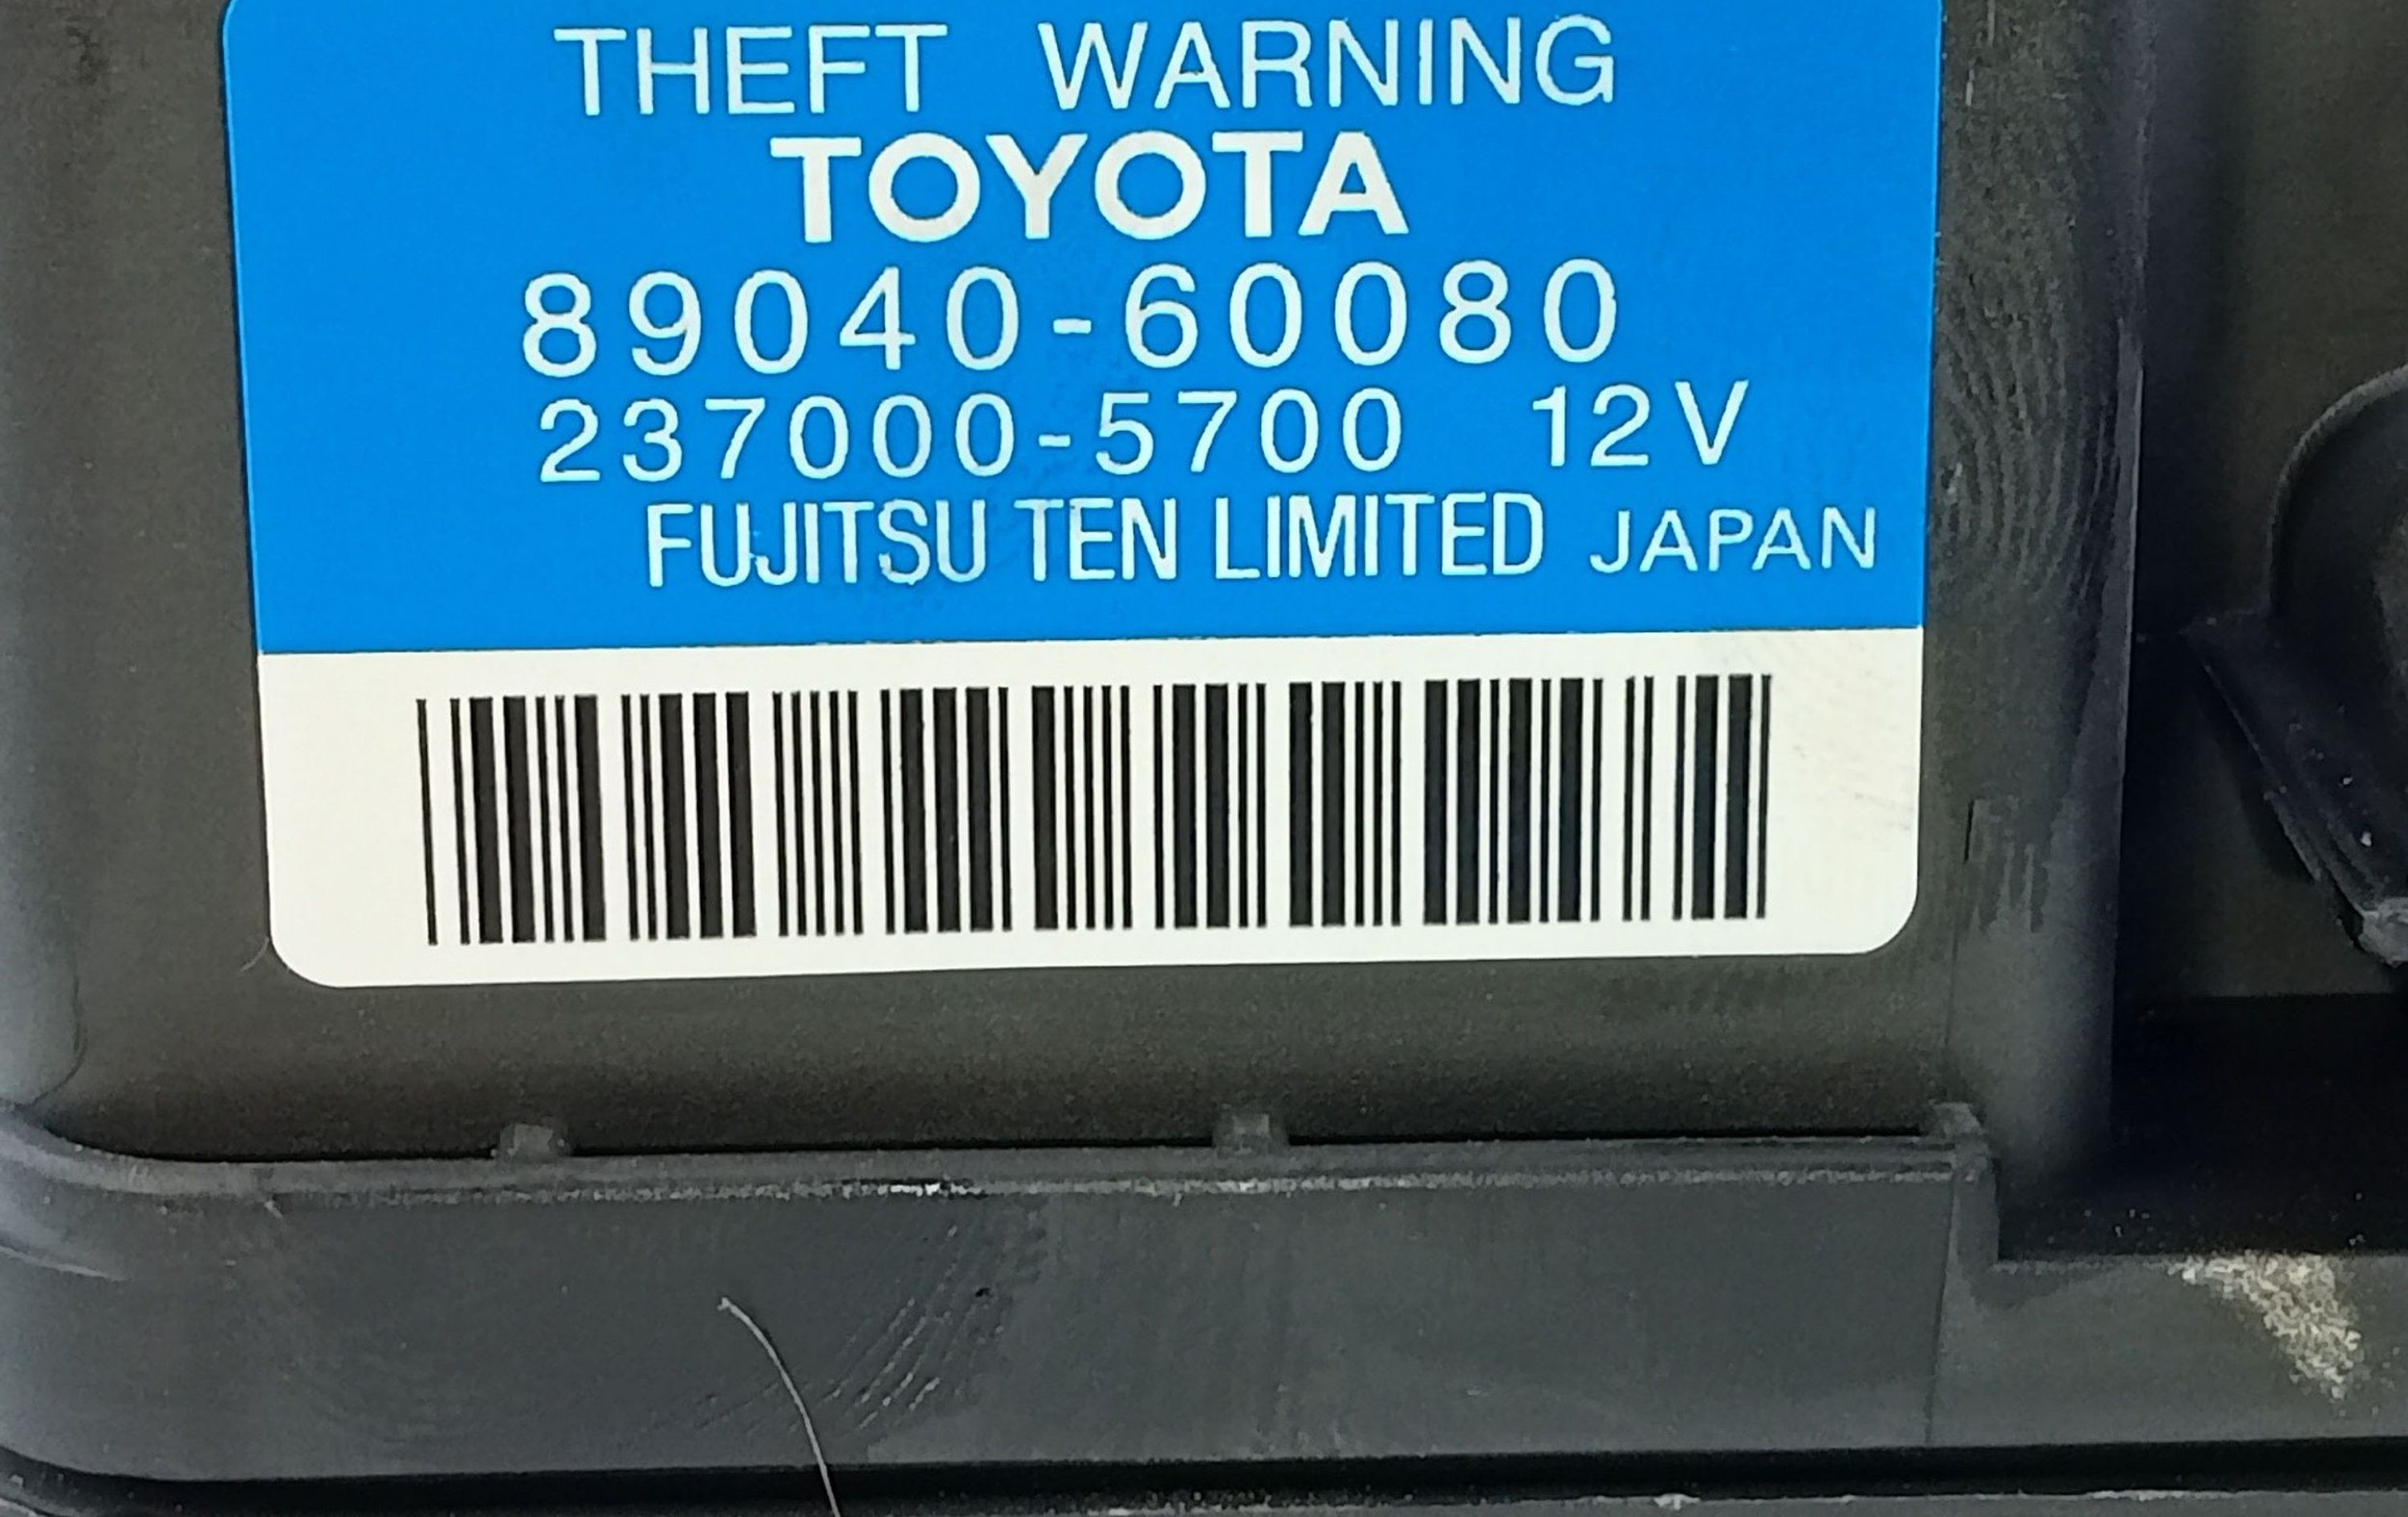 THEFT WARNING
TOYOTA
89040-60080
237000-5700 12V
FUJITSU TEN LIMITED JAPAN